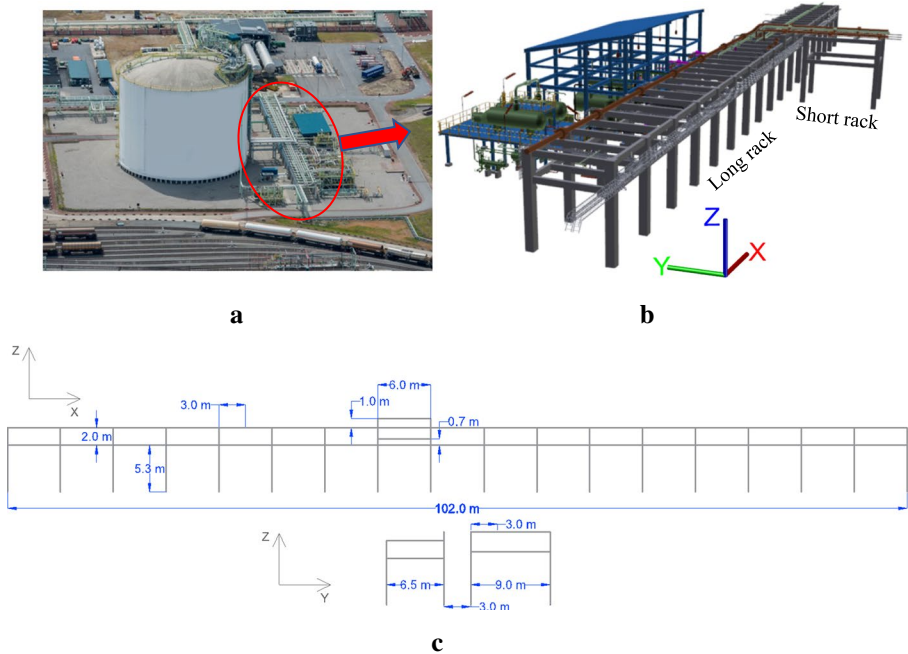 Short rack
Long rack
Z
X
Y
a
b
Z
X
6.0 m
3.0 m
1.0 m
0.7 m
2.0 m
5.3 m
102.0 m
Z
Y
3.0 m
6.5 m
9.0 m
3.0 m
c